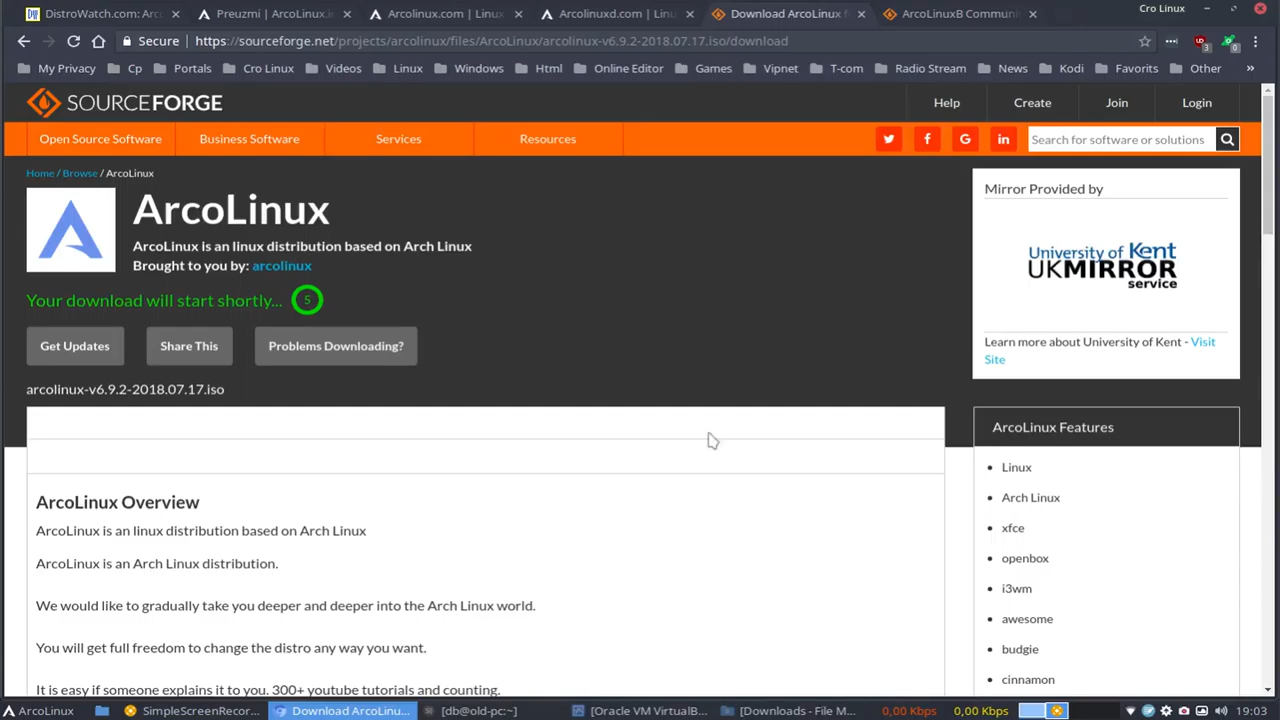 Cro Linux
DistroWatch.com: Arc
Preuzmi | ArcoLinux.i
Arcolinux.com | Linux
Arcolinuxd.com | Linu
Download ArcoLinux f
ArcoLinuxB Commun
Secure
https://sourceforge.net/projects/arcolinux/files/ArcoLinux/arcolinux-v6.9.2-2018.07.17.iso/download
3
0
My Privacy
Cp
Portals
Cro Linux
Videos
Linux
Windows
Html
Online Editor
Games
Vipnet
T-com
Radio Stream
News
Kodi
Favorits
Other
»
SOURCEFORGE
Help
Create
Join
Login
Open Source Software
Business Software
Services
Resources
Search for software or solutions
Home / Browse / ArcoLinux
ArcoLinux
ArcoLinux is an linux distribution based on Arch Linux
Brought to you by: arcolinux
Your download will start shortly... 5
Get Updates
Share This
Problems Downloading?
arcolinux-v6.9.2-2018.07.17.iso
Mirror Provided by
University of Kent
UKMIRROR
service
Learn more about University of Kent - Visit
Site
ArcoLinux Overview
ArcoLinux is an linux distribution based on Arch Linux
ArcoLinux is an Arch Linux distribution.
We would like to gradually take you deeper and deeper into the Arch Linux world.
You will get full freedom to change the distro any way you want.
It is easy if someone explains it to you. 300+ youtube tutorials and counting.
ArcoLinux Features
Linux
Arch Linux
xfce
openbox
i3wm
awesome
budgie
cinnamon
ArcoLinux
SimpleScreenRecor...
Download ArcoLinu...
[db@old-pc:~]
[Oracle VM VirtualB...
[Downloads - File M...
0,00 Kbps
0,00 Kbps
19:03